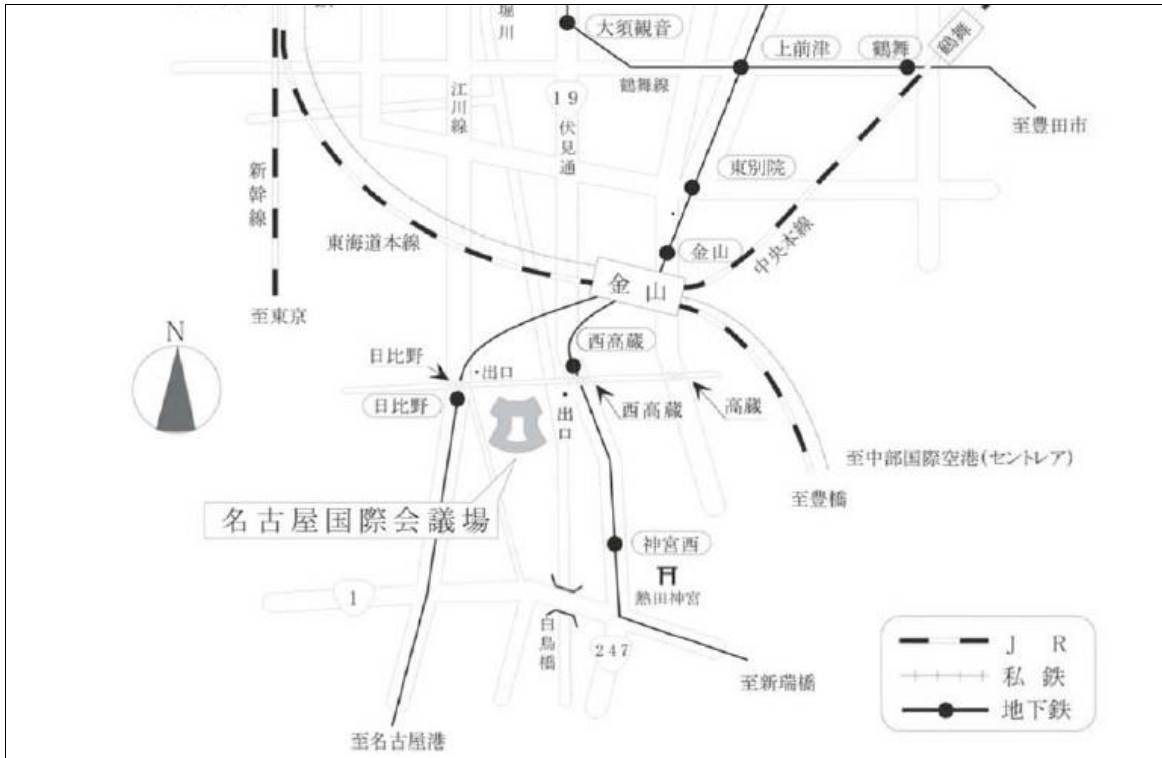 堀川
大須観音
上前津
鶴舞
鶴舞
鶴舞線
至豊田市
江川線
19
伏見通
新幹線
東別院
東海道本線
金山
中央本線
金山
至東京
N
日比野
・出口
西高蔵
日比野
・出口
西高蔵
高蔵
至中部国際空港(セントレア)
至豊橋
名古屋国際会議場
神宮西
熱田神宮
1
白鳥橋
247
至新瑞橋
至名古屋港
JR
私鉄
地下鉄